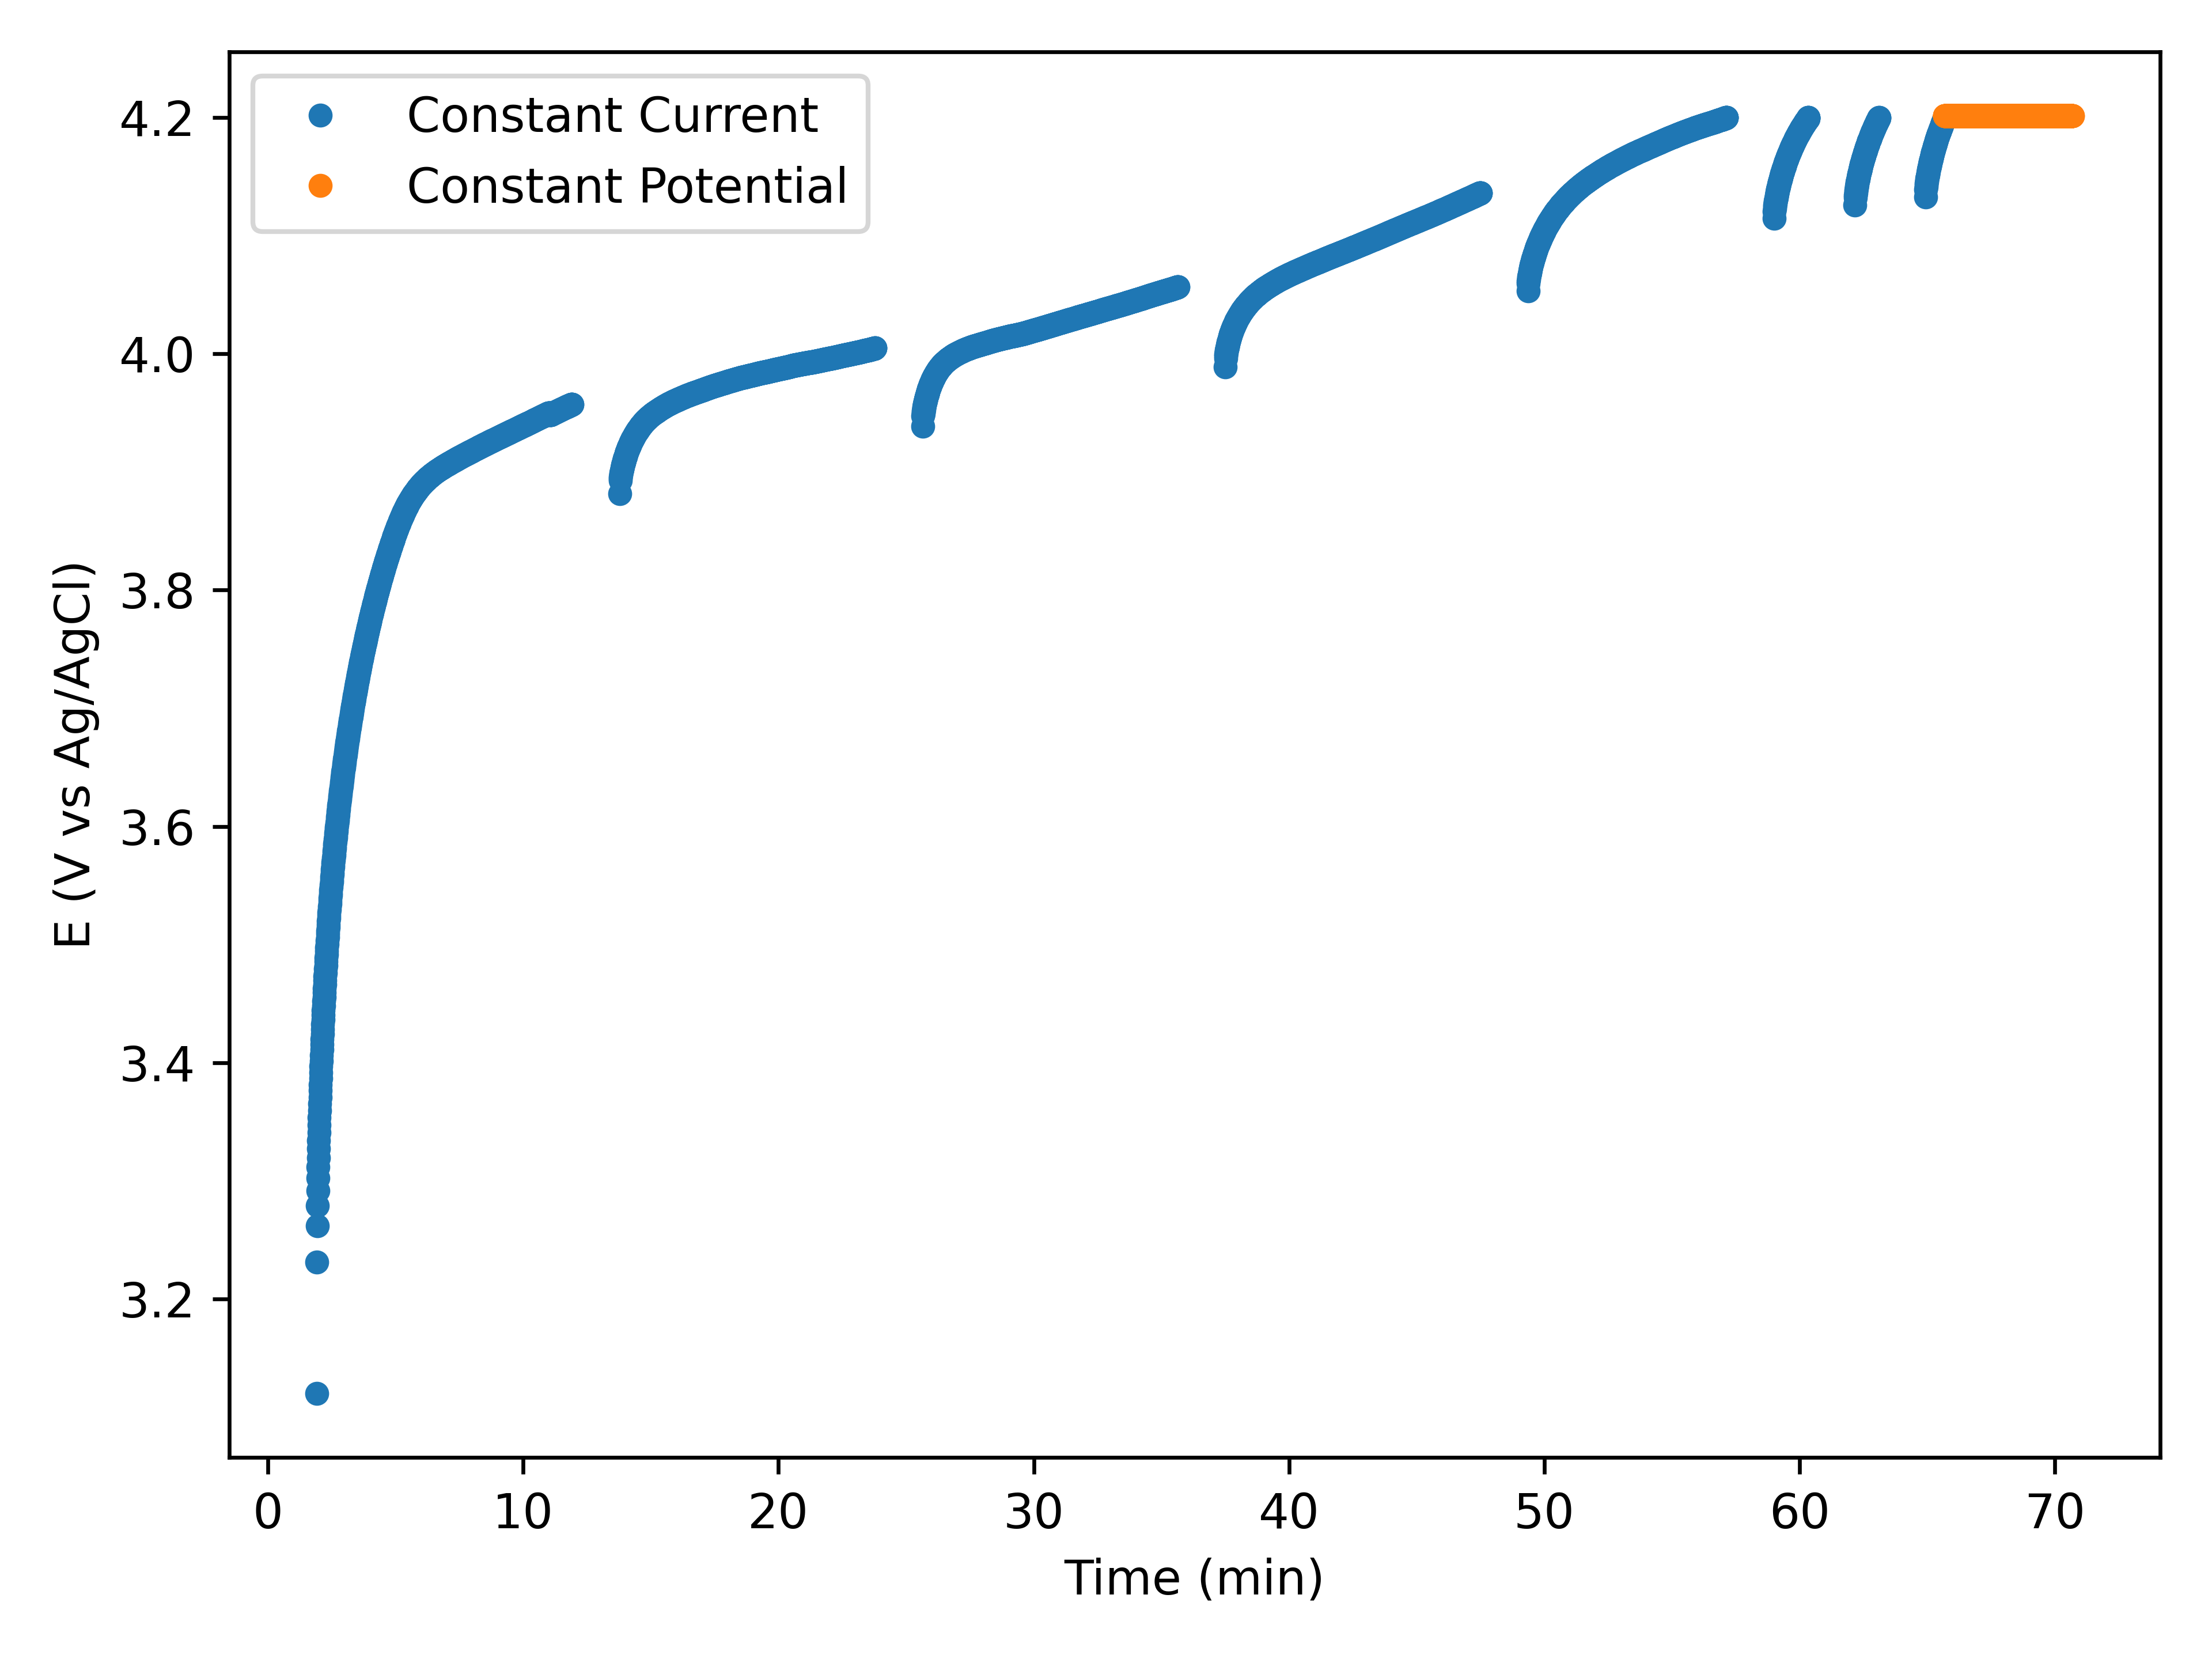 Constant Current
Constant Potential
E (V vs Ag/AgCl)
4.2
4.0
3.8
3.6
3.4
3.2
0 10 20 30 40 50 60 70
Time (min)